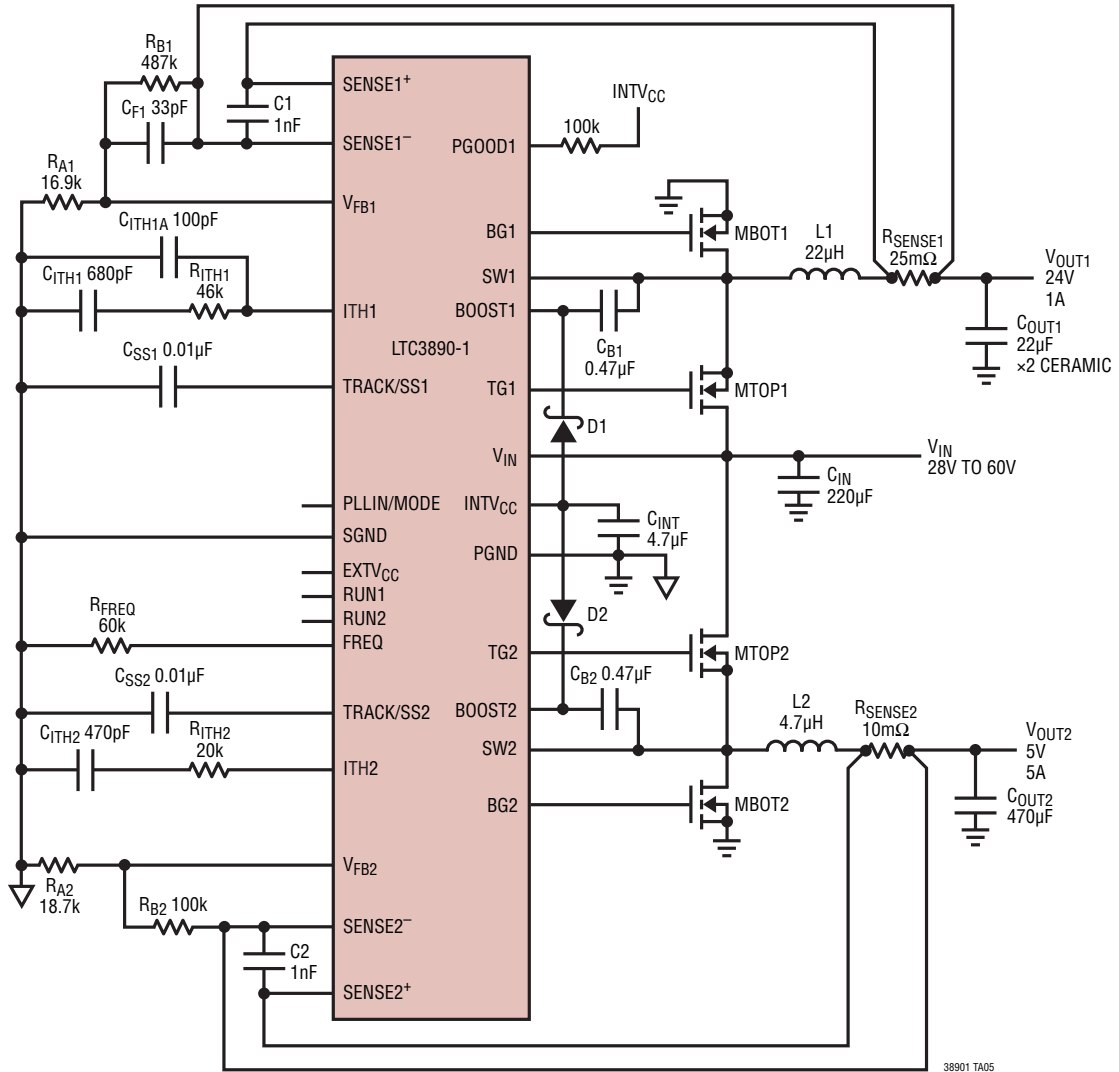 RB1
487k
CF1 33pF
C1
1nF
RA1
16.9k
CITH1A 100pF
CITH1 680pF
RITH1
46k
CSS1 0.01µF
RFREQ
60k
CSS2 0.01µF
CITH2 470pF
RITH2
20k
RA2
18.7k
RB2 100k
C2
1nF
SENSE1+
SENSE1–
VFB1
ITH1
TRACK/SS1
PLLIN/MODE
SGND
EXTVCC
RUN1
RUN2
FREQ
TRACK/SS2
ITH2
VFB2
SENSE2–
SENSE2+
LTC3890-1
PGOOD1
BG1
SW1
BOOST1
TG1
VIN
INTVCC
PGND
TG2
BOOST2
SW2
BG2
100k
INTVCC
MBOT1
L1
22µH
RSENSE1
25mΩ
VOUT1
24V
1A
COUT1
22µF
×2 CERAMIC
CB1
0.47µF
MTOP1
D1
VIN
28V TO 60V
CIN
220µF
CINT
4.7µF
D2
MTOP2
CB2 0.47µF
L2
4.7µH
RSENSE2
10mΩ
VOUT2
5V
5A
COUT2
470µF
MBOT2
38901 TA05